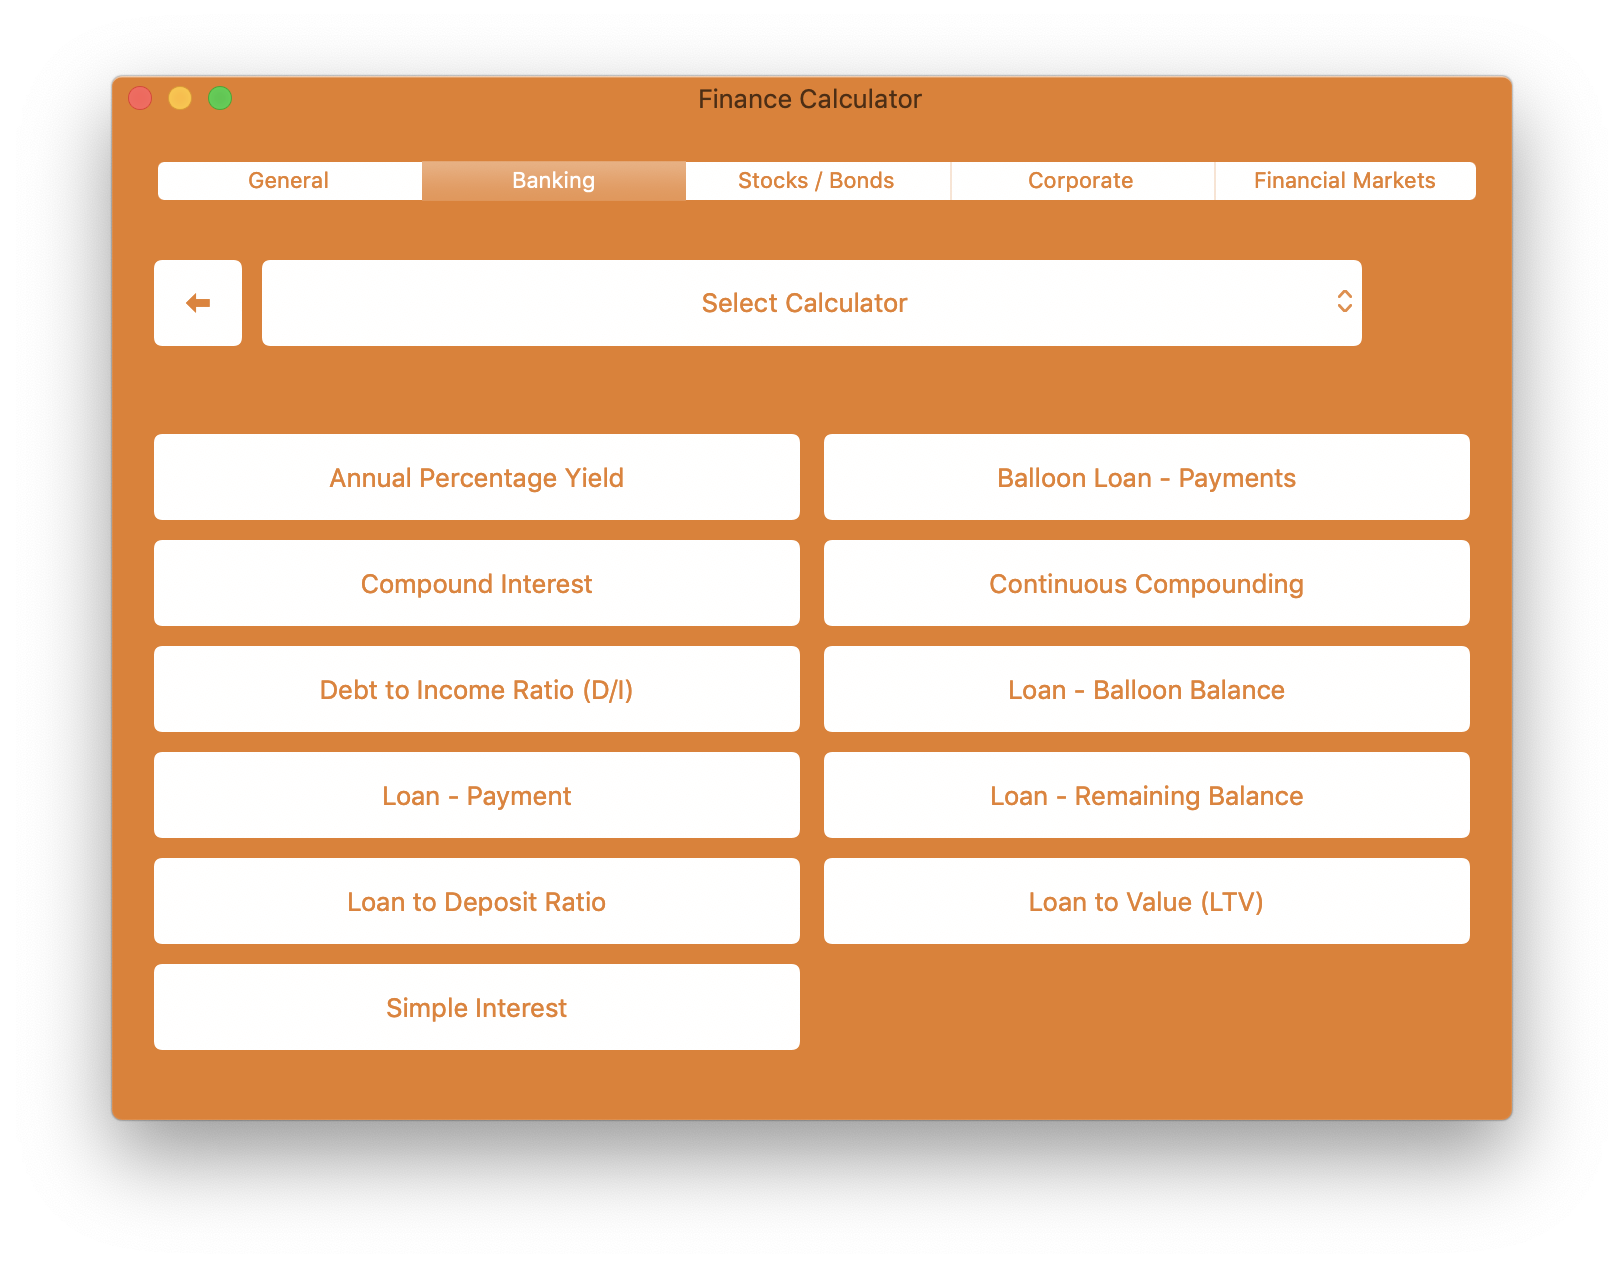 Finance Calculator
General
Banking
Stocks / Bonds
Corporate
Financial Markets
Select Calculator
Annual Percentage Yield
Balloon Loan - Payments
Compound Interest
Continuous Compounding
Debt to Income Ratio (D/I)
Loan - Balloon Balance
Loan - Payment
Loan - Remaining Balance
Loan to Deposit Ratio
Loan to Value (LTV)
Simple Interest